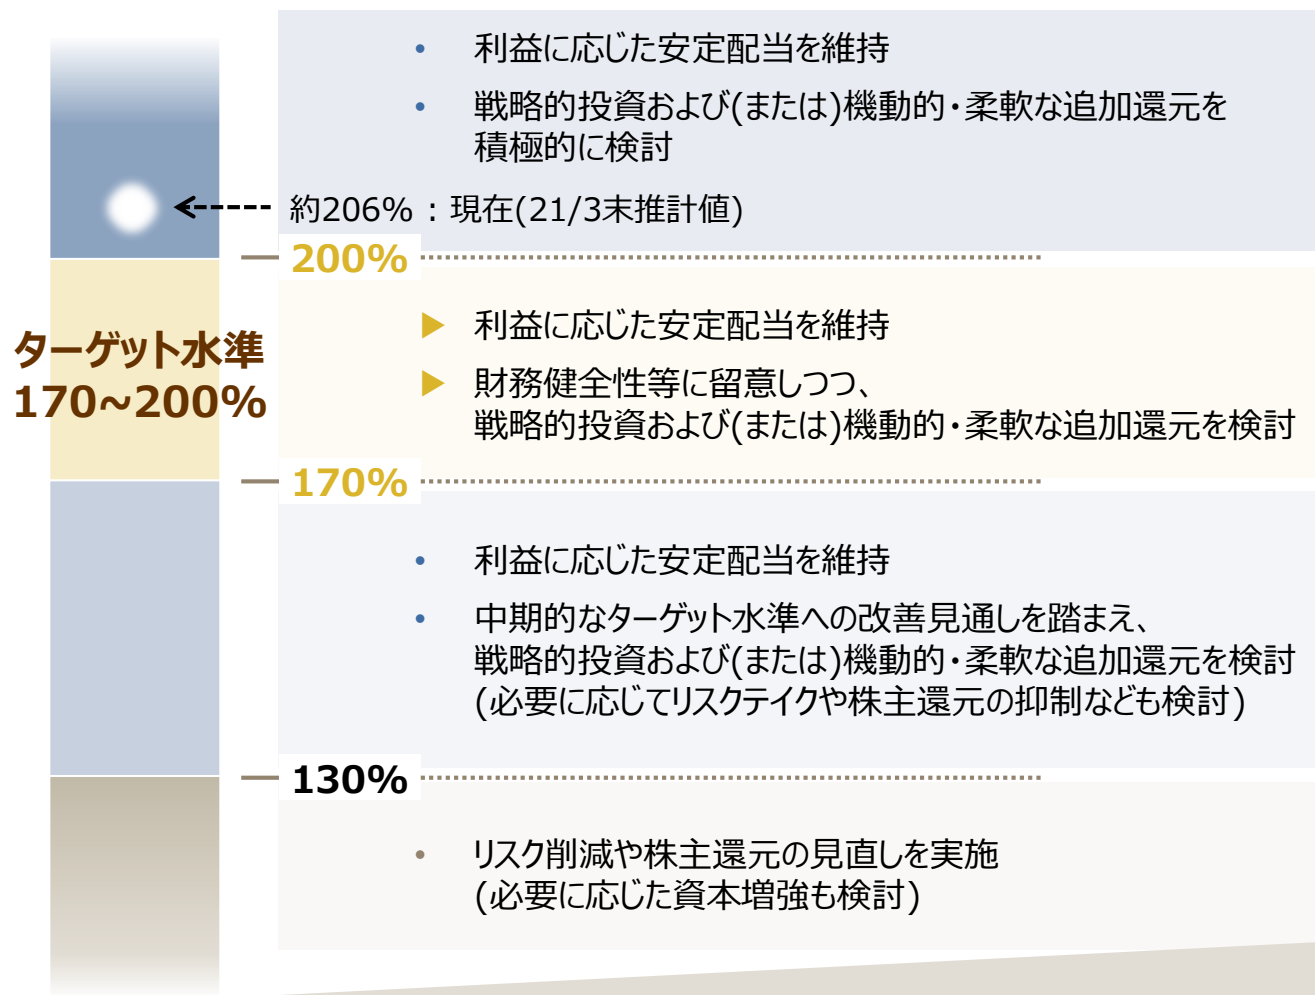 • 利益に応じた安定配当を維持
• 戦略的投資および(または)機動的・柔軟な追加還元を
積極的に検討
約206%：現在(21/3末推計値)
200%
ターゲット水準
170~200%
▶ 利益に応じた安定配当を維持
▶ 財務健全性等に留意しつつ、
戦略的投資および(または)機動的・柔軟な追加還元を検討
170%
• 利益に応じた安定配当を維持
• 中期的なターゲット水準への改善見通しを踏まえ、
戦略的投資および(または)機動的・柔軟な追加還元を検討
(必要に応じてリスクテイクや株主還元の抑制なども検討)
130%
• リスク削減や株主還元の見直しを実施
(必要に応じた資本増強も検討)